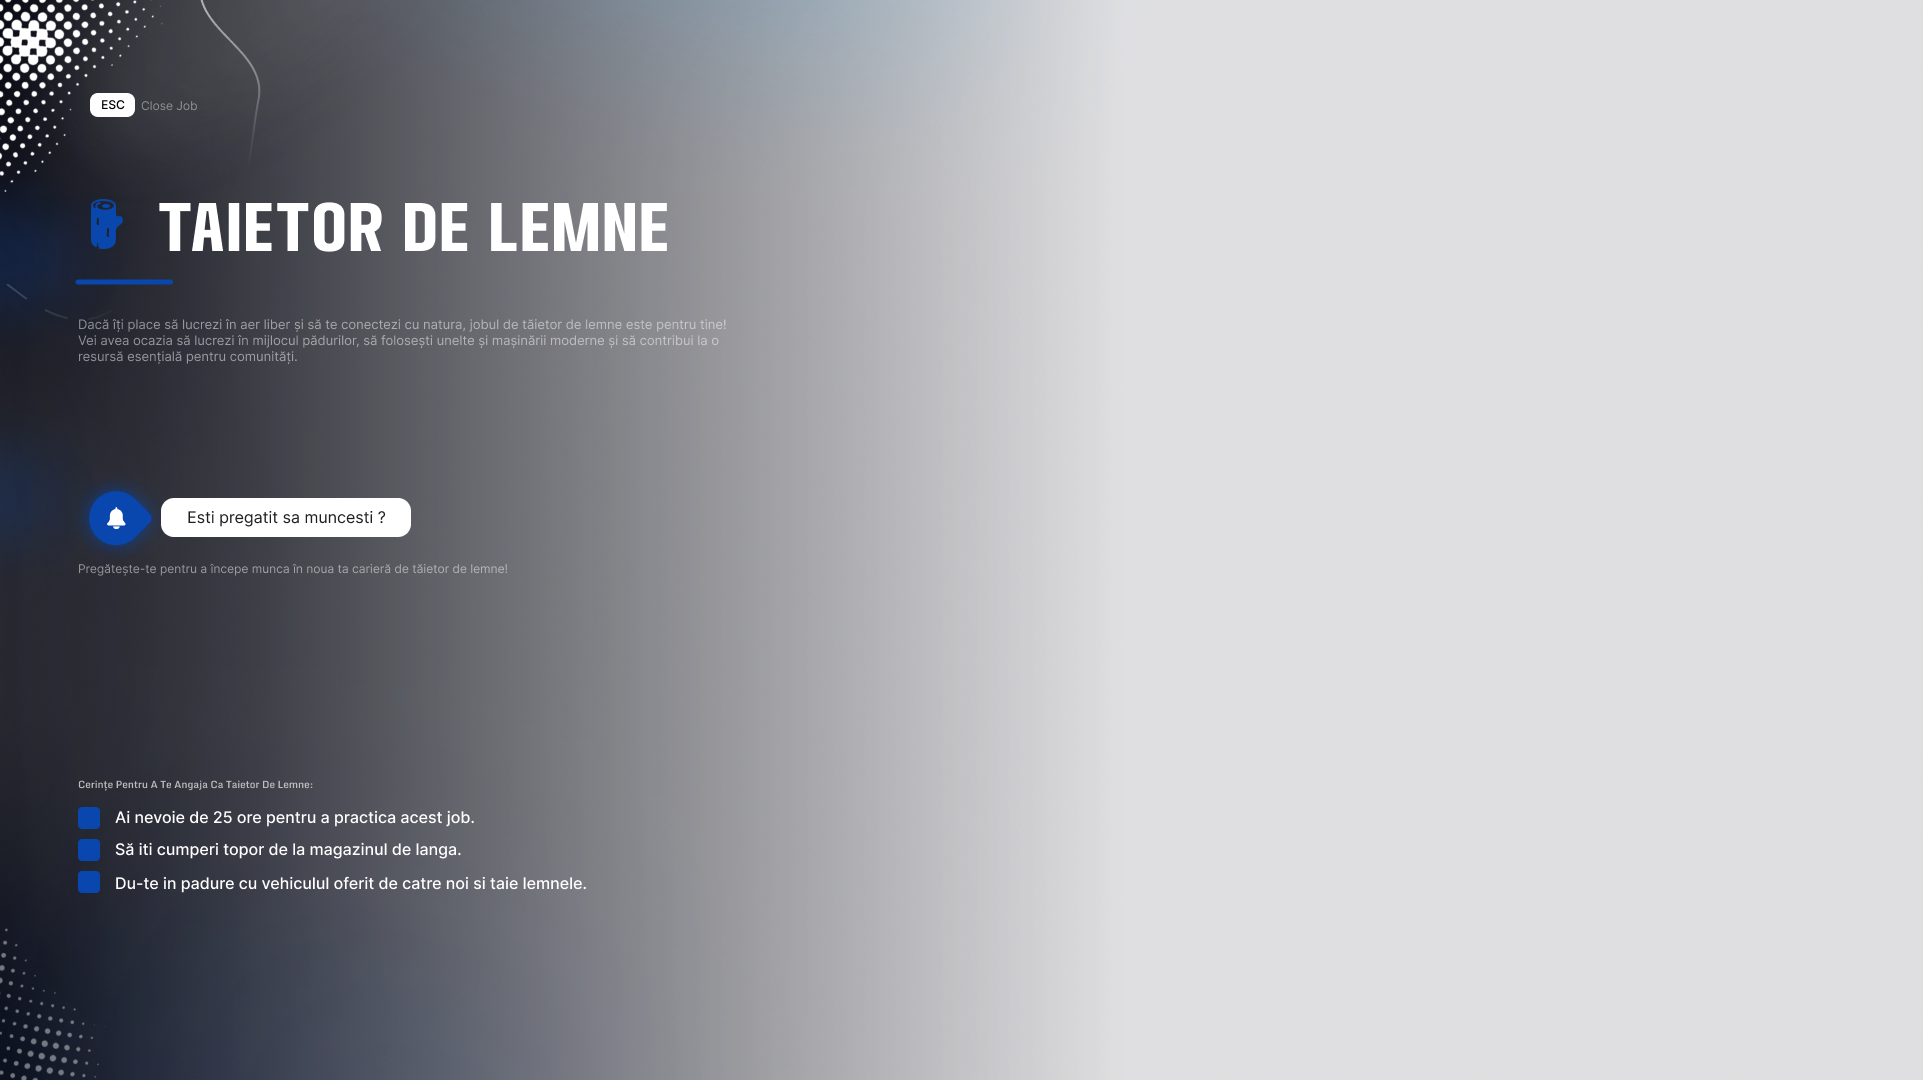 ESC Close Job
TAIETOR DE LEMNE
Dacă îți place să lucrezi în aer liber și să te conectezi cu natura, jobul de tăietor de lemne este pentru tine!
Vei avea ocazia să lucrezi în mijlocul pădurilor, să folosești unelte și mașinării moderne și să contribui la o
resursă esențială pentru comunități.
Esti pregatit sa muncesti ?
Pregătește-te pentru a începe munca în noua ta carieră de tăietor de lemne!
Cerințe Pentru A Te Angaja Ca Taietor De Lemne:
Ai nevoie de 25 ore pentru a practica acest job.
Să iti cumperi topor de la magazinul de langa.
Du-te in padure cu vehiculul oferit de catre noi si taie lemnele.